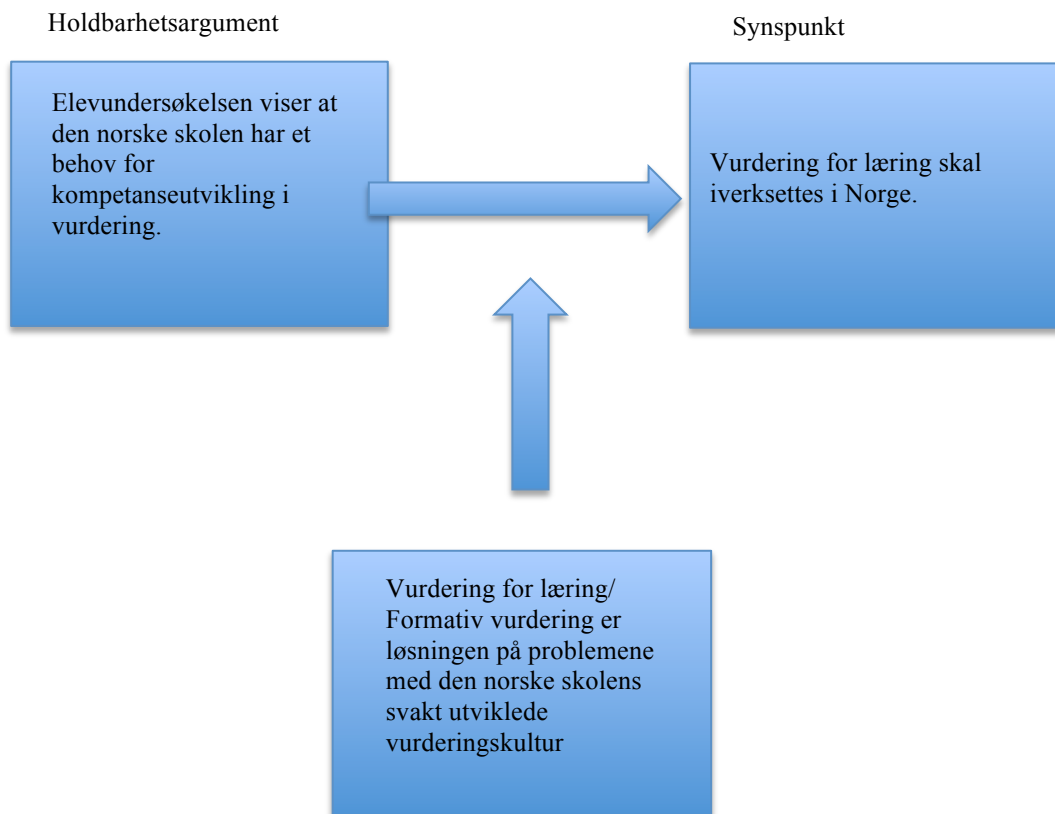 Holdbarhetsargument
Synspunkt
Elevundersøkelsen viser at
den norske skolen har et
behov for
kompetanseutvikling i
vurdering.
Vurdering for læring skal
iverksettes i Norge.
Vurdering for læring/
Formativ vurdering er
løsningen på problemene
med den norske skolens
svakt utviklede
vurderingskultur